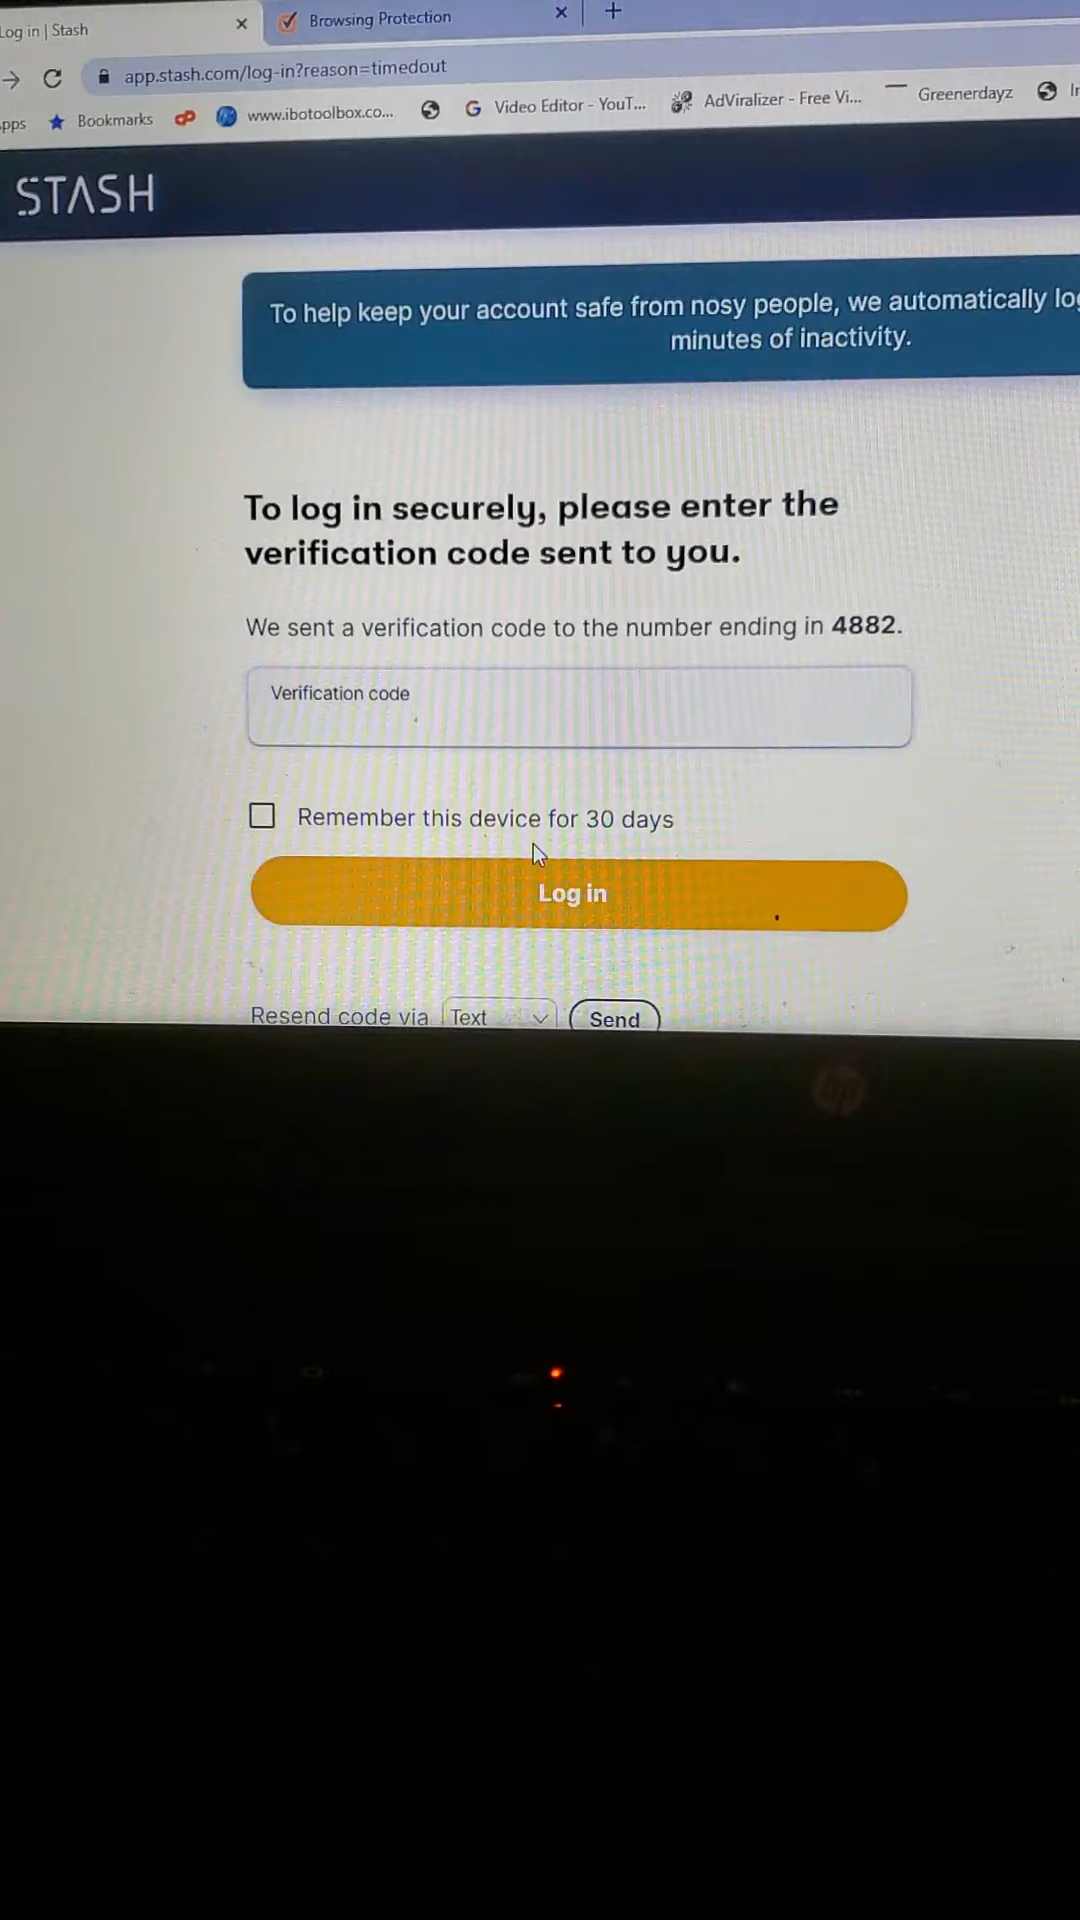 Log in | Stash
Browsing Protection
app.stash.com/log-in?reason=timedout
Bookmarks
www.ibotoolbox.co...
Video Editor - YouT...
AdViralizer - Free Vi...
Greenerdayz
STASH
To help keep your account safe from nosy people, we automatically
minutes of inactivity.
To log in securely, please enter the
verification code sent to you.
We sent a verification code to the number ending in 4882.
Verification code
Remember this device for 30 days
Log in
Resend code via Text Send
hp